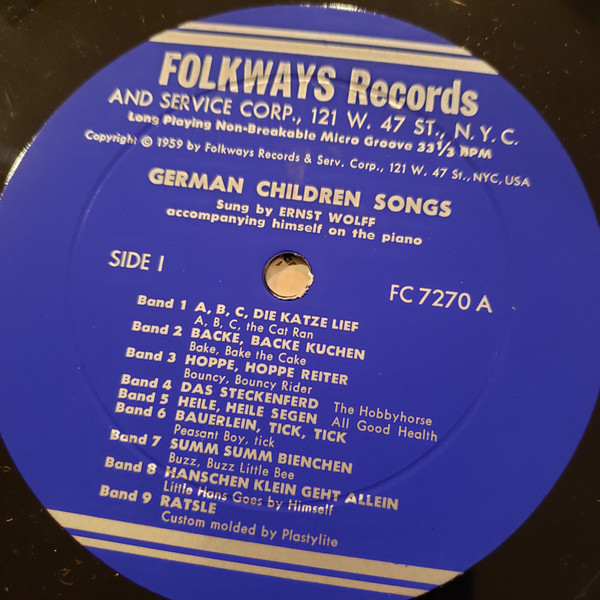 FOLKWAYS Records
AND SERVICE CORP., 121 W. 47 ST., N.Y.C.
Long Playing Non-Breakable Micro Groove 33 1/3 RPM
Copyright © 1959 by Folkways Records & Serv. Corp., 121 W. 47 St., NYC, USA
GERMAN CHILDREN SONGS
Sung by ERNST WOLFF
accompanying himself on the piano
SIDE I
FC 7270 A
Band 1 A, B, C, DIE KATZE LIEF
A, B, C, the Cat Ran
Band 2 BACKE, BACKE KUCHEN
Bake, Bake the Cake
Band 3 HOPPE, HOPPE REITER
Bouncy, Bouncy Rider
Band 4 DAS STECKENFERD The Hobbyhorse
Band 5 HEILE, HEILE SEGEN All Good Health
Band 6 BAUERLEIN, TICK, TICK
Peasant Boy, tick
Band 7 SUMM SUMM BIENCHEN
Buzz, Buzz Little Bee
Band 8 HANSCHEN KLEIN GEHT ALLEIN
Little Hans Goes by Himself
Band 9 RATSLE
Custom molded by Plastylite